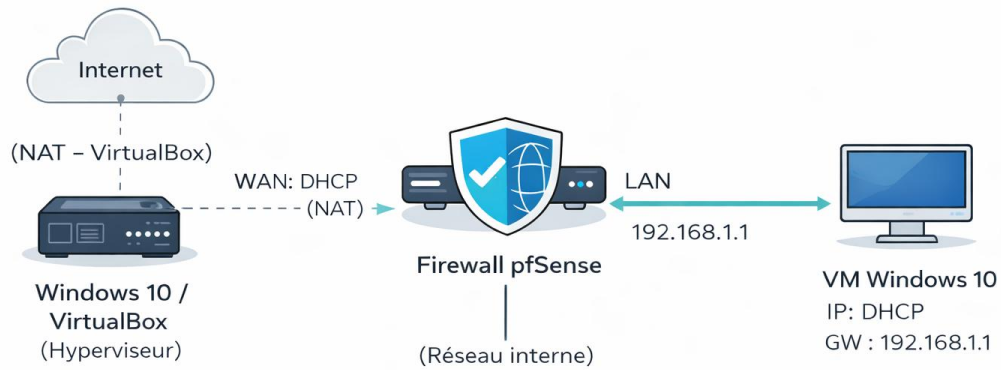 Internet
(NAT – VirtualBox)
Windows 10 /
VirtualBox
(Hyperviseur)
WAN: DHCP
(NAT)
Firewall pfSense
(Réseau interne)
LAN
192.168.1.1
VM Windows 10
IP: DHCP
GW : 192.168.1.1